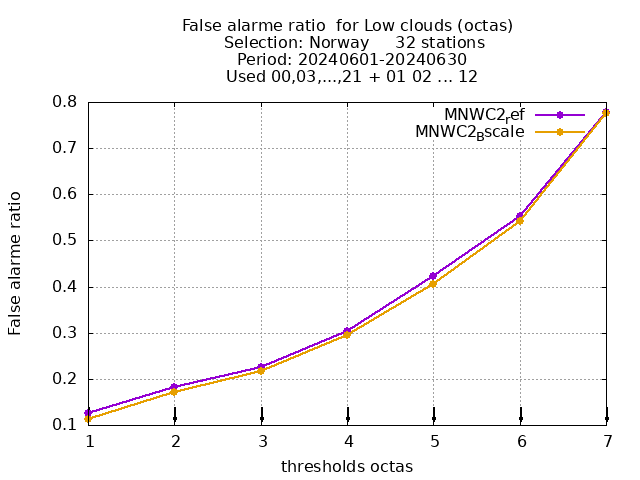 False alarme ratio  for Low clouds (octas)
Selection: Norway     32 stations
Period: 20240601-20240630
Used 00,03,...,21 + 01 02 ... 12
MNWC2ref
MNWC2Bscale
0.8
0.7
0.6
0.5
0.4
0.3
0.2
0.1
False alarme ratio
1 2 3 4 5 6 7
thresholds octas